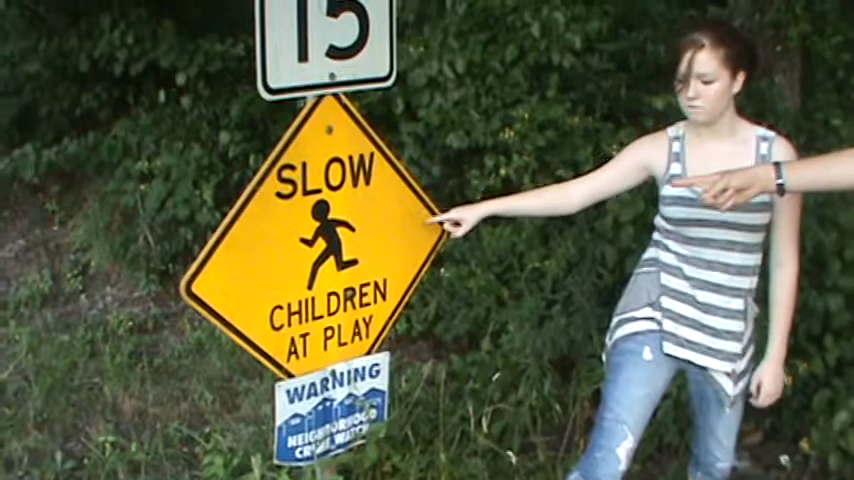 15
SLOW
CHILDREN
AT PLAY
WARNING
NEIGHBORHOOD
CRIME WATCH